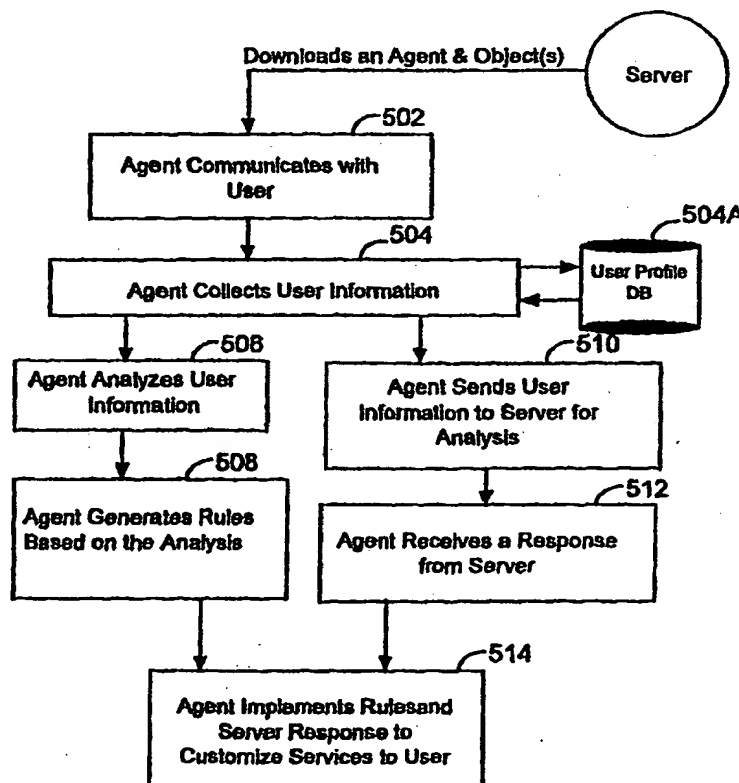 Downloads an Agent & Object(s)
Server
502
Agent Communicates with
User
504
504A
Agent Collects User Information
User Profile
DB
508
510
Agent Analyzes User
Information
Agent Sends User
Information to Server for
Analysis
508
512
Agent Generates Rules
Based on the Analysis
Agent Receives a Response
from Server
514
Agent Implements Rulesand
Server Response to
Customize Services to User